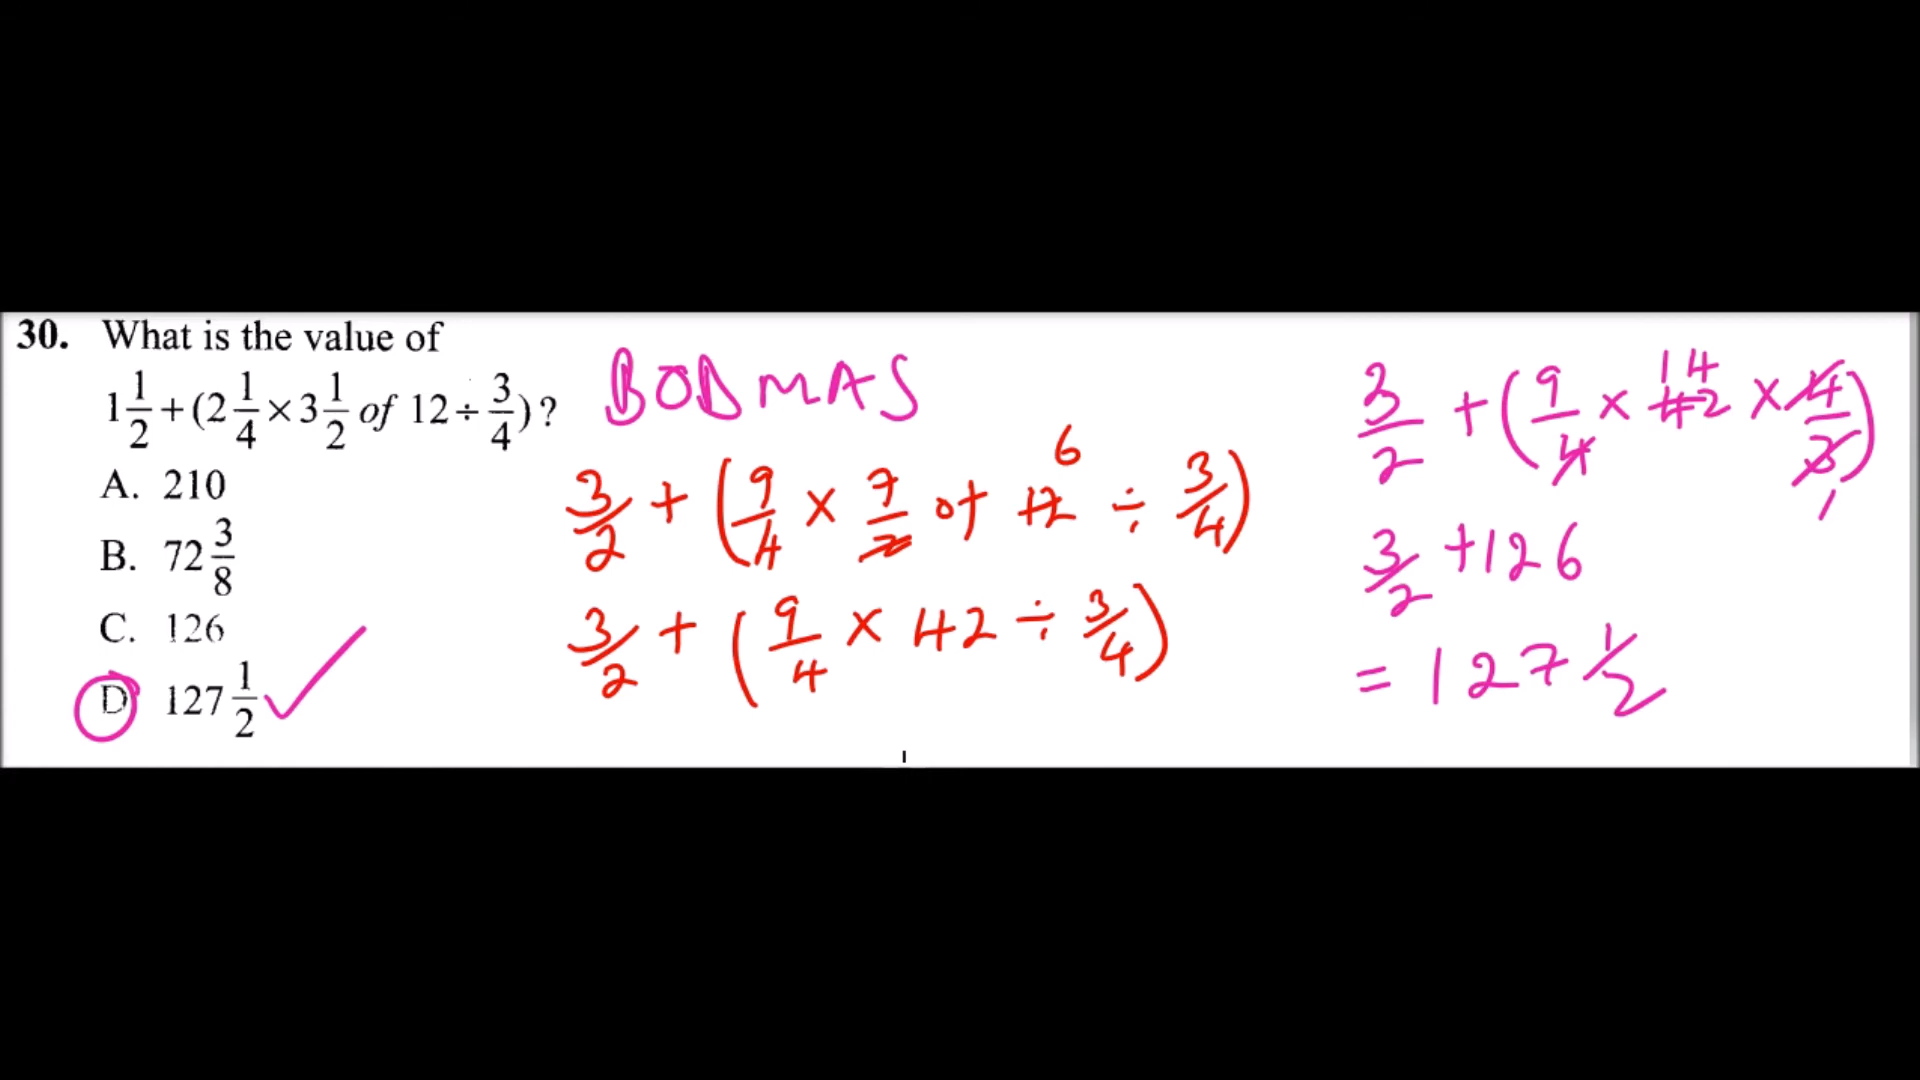 30. What is the value of
1 1/2 + (2 1/4 × 3 1/2 of 12 ÷ 3/4) ?
A. 210
B. 72 3/8
C. 126
D 127 1/2
BODMAS
3/2 + (9/4 × 7/2 of 12 6 ÷ 3/4)
3/2 + (9/4 × 42 ÷ 3/4)
3/2 + (9/4 × 42 14 × 4/3 1)
3/2 + 126
= 127 1/2